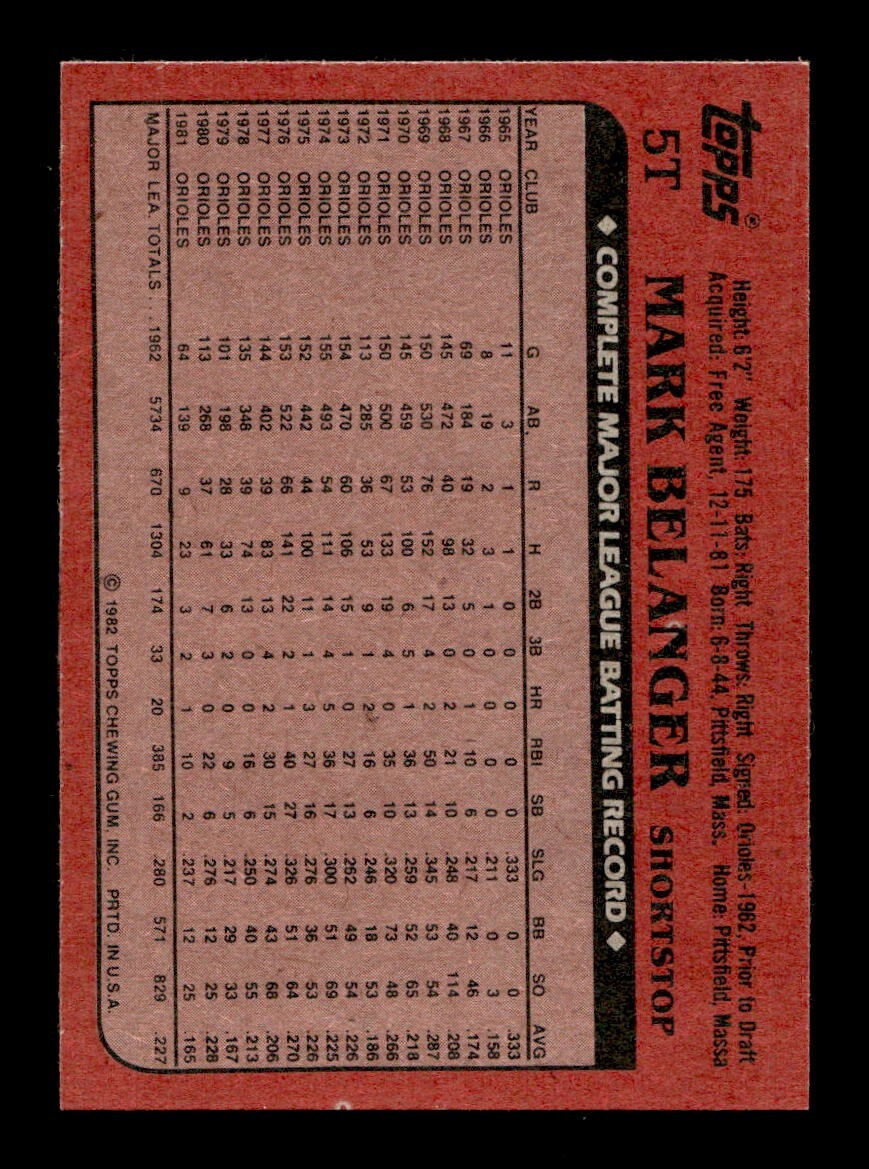 topps®
5T MARK BELANGER SHORTSTOP
Height: 6'2" Weight: 175 Bats: Right Throws: Right Signed: Orioles-1962, Prior to Draft
Acquired: Free Agent, 12-11-81 Born: 6-8-44, Pittsfield, Mass. Home: Pittsfield, Massa
◆ COMPLETE MAJOR LEAGUE BATTING RECORD ◆
YEAR CLUB G AB. R H 2B 3B HR RBI SB SLG BB SO AVG
1965 ORIOLES 11 3 1 1 0 0 0 0 0 .333 0 0 .333
1966 ORIOLES 8 19 2 3 1 0 0 0 0 .211 0 3 .158
1967 ORIOLES 69 184 19 32 5 0 1 10 6 .217 12 46 .174
1968 ORIOLES 145 472 40 98 13 0 2 21 10 .248 40 114 .208
1969 ORIOLES 150 530 76 152 17 4 2 50 14 .345 53 54 .287
1970 ORIOLES 145 459 53 100 6 5 1 36 13 .259 52 65 .218
1971 ORIOLES 150 500 67 133 19 4 0 35 10 .320 73 48 .266
1972 ORIOLES 113 285 36 53 9 1 2 16 6 .246 18 53 .186
1973 ORIOLES 154 470 60 106 15 1 0 27 13 .262 49 54 .226
1974 ORIOLES 155 493 54 111 14 4 5 36 17 .300 51 69 .225
1975 ORIOLES 152 442 44 100 11 1 3 27 16 .276 36 53 .226
1976 ORIOLES 153 522 66 141 22 2 1 40 27 .326 51 64 .270
1977 ORIOLES 144 402 39 83 13 4 2 30 15 .274 43 68 .206
1978 ORIOLES 135 348 39 74 13 0 0 16 6 .250 40 55 .213
1979 ORIOLES 101 198 28 33 6 2 0 9 5 .217 29 33 .167
1980 ORIOLES 113 268 37 61 7 3 0 22 6 .276 12 25 .228
1981 ORIOLES 64 139 9 23 3 2 1 10 2 .237 12 25 .165
MAJOR LEA. TOTALS . . 1962 5734 670 1304 174 33 20 385 166 .280 571 829 .227
© 1982 TOPPS CHEWING GUM, INC. PRTD. IN U.S.A.